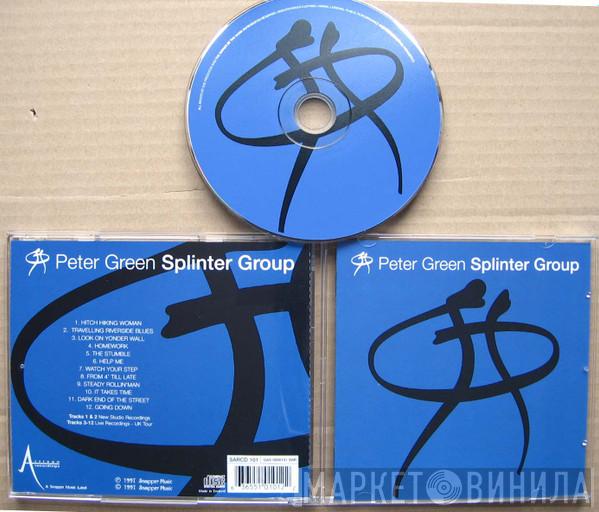 Peter Green Splinter Group
1. HITCH HIKING WOMAN
2. TRAVELLING RIVERSIDE BLUES
3. LOOK ON YONDER WALL
4. HOMEWORK
5. THE STUMBLE
6. HELP ME
7. WATCH YOUR STEP
8. FROM 4' TILL LATE
9. STEADY ROLLIN'MAN
10. IT TAKES TIME
11. DARK END OF THE STREET
12. GOING DOWN
Tracks 1 & 2 New Studio Recordings
Tracks 3-12 Live Recordings - UK Tour
A Snapper Music Label
℗ 1997 Snapper Music
© 1997 Snapper Music
SARCD 101
Peter Green Splinter Group
МАРКЕТ ВИНИЛА